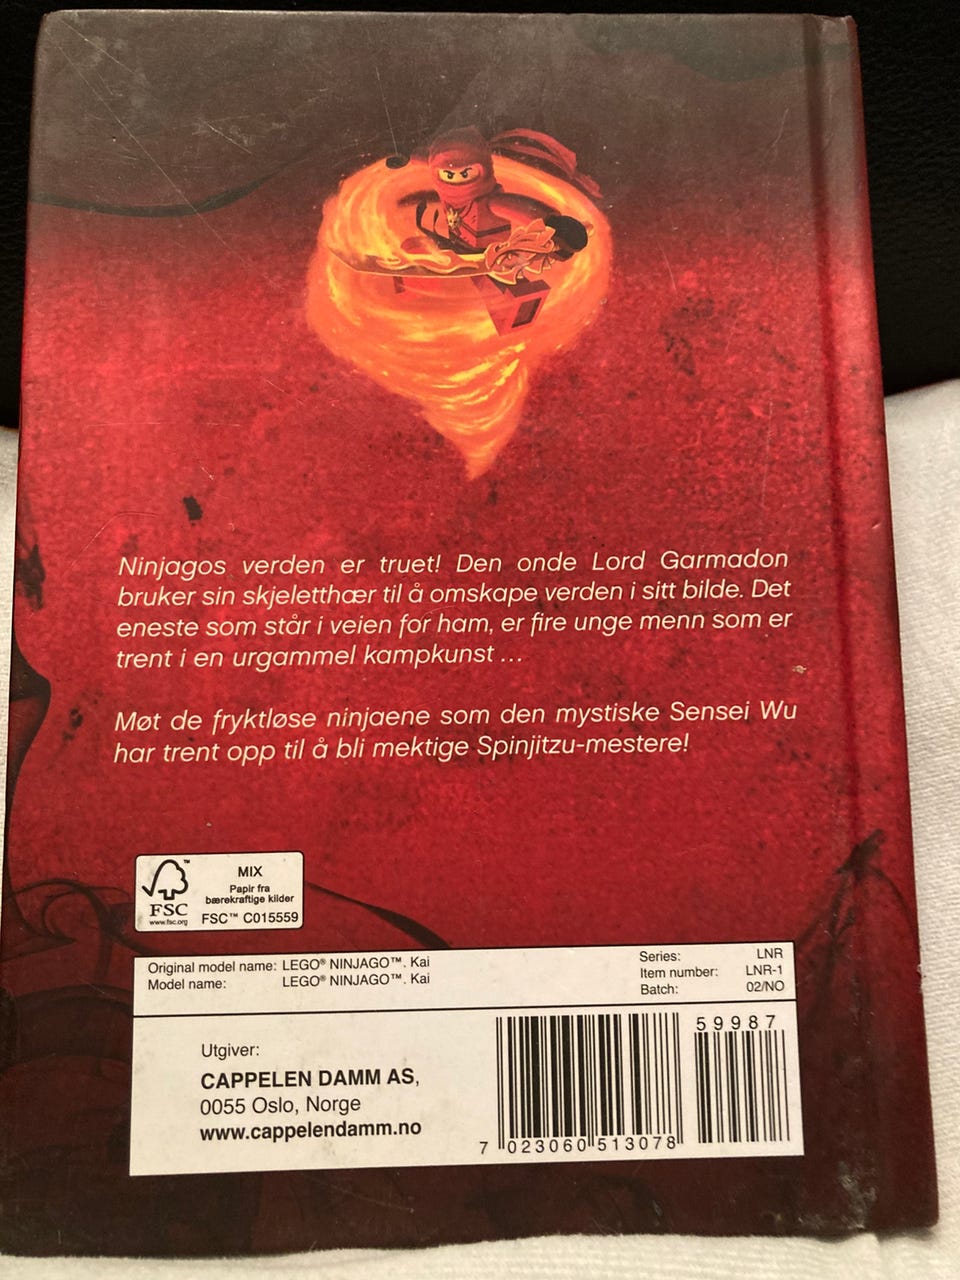 Ninjagos verden er truet! Den onde Lord Garmadon
bruker sin skjeletthær til å omskape verden i sitt bilde. Det
eneste som står i veien for ham, er fire unge menn som er
trent i en urgammel kampkunst ...
Møt de fryktløse ninjaene som den mystiske Sensei Wu
har trent opp til å bli mektige Spinjitzu-mestere!
FSC
www.fsc.org
MIX
Papir fra
bærekraftige kilder
FSC™ C015559
Original model name: LEGO® NINJAGO™. Kai
Model name: LEGO® NINJAGO™. Kai
Series: LNR
Item number: LNR-1
Batch: 02/NO
Utgiver:
CAPPELEN DAMM AS,
0055 Oslo, Norge
www.cappelendamm.no
59987
7 023060 513078